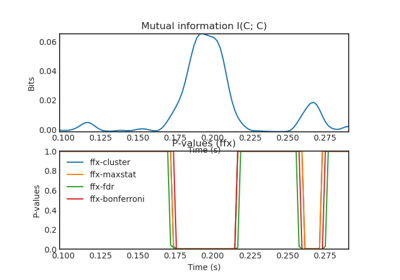 Mutual information I(C; C)
0.06
0.04
0.02
0.00
Bits
0.100 0.125 0.150 0.175 0.200 0.225 0.250 0.275
Time (s)
P-values (ffx)
1.0
0.8
0.6
0.4
0.2
0.0
P-values
ffx-cluster
ffx-maxstat
ffx-fdr
ffx-bonferroni
0.100 0.125 0.150 0.175 0.200 0.225 0.250 0.275
Time (s)